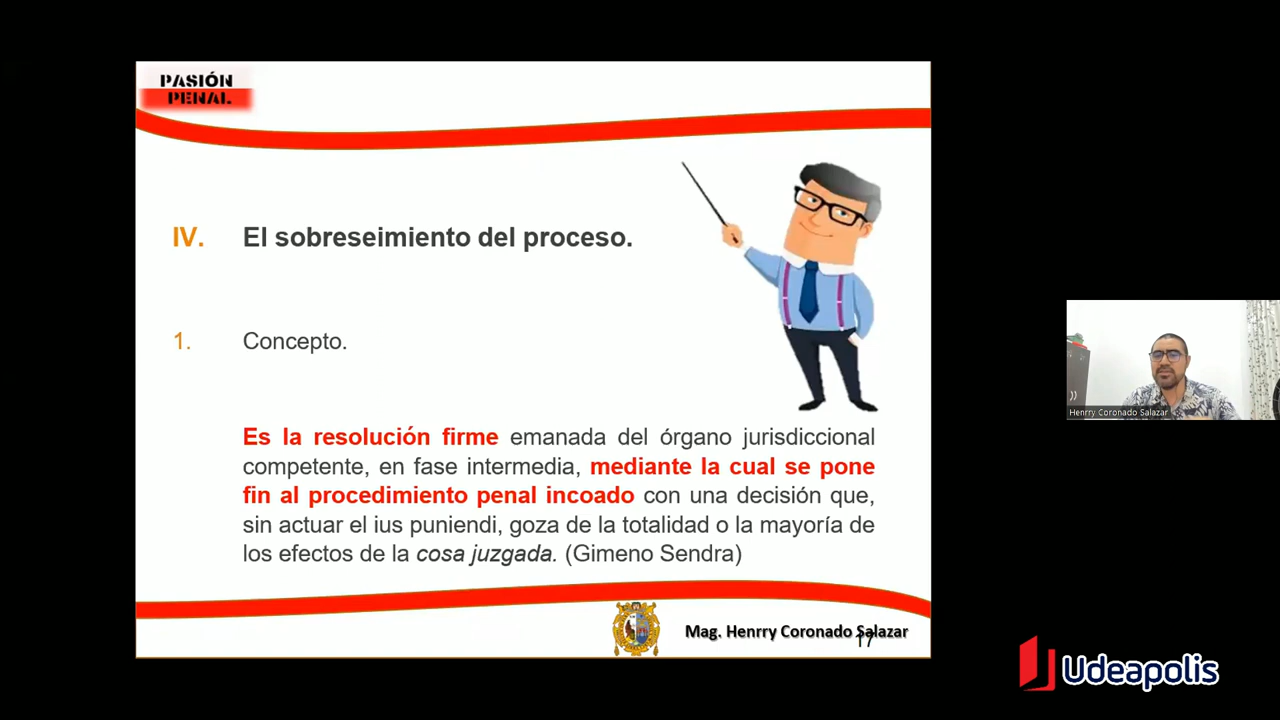 PASIÓN
PENAL
IV. El sobreseimiento del proceso.
1. Concepto.
Es la resolución firme emanada del órgano jurisdiccional
competente, en fase intermedia, mediante la cual se pone
fin al procedimiento penal incoado con una decisión que,
sin actuar el ius puniendi, goza de la totalidad o la mayoría de
los efectos de la cosa juzgada. (Gimeno Sendra)
Mag. Henrry Coronado Salazar
17
Henrry Coronado Salazar
Udeapolis